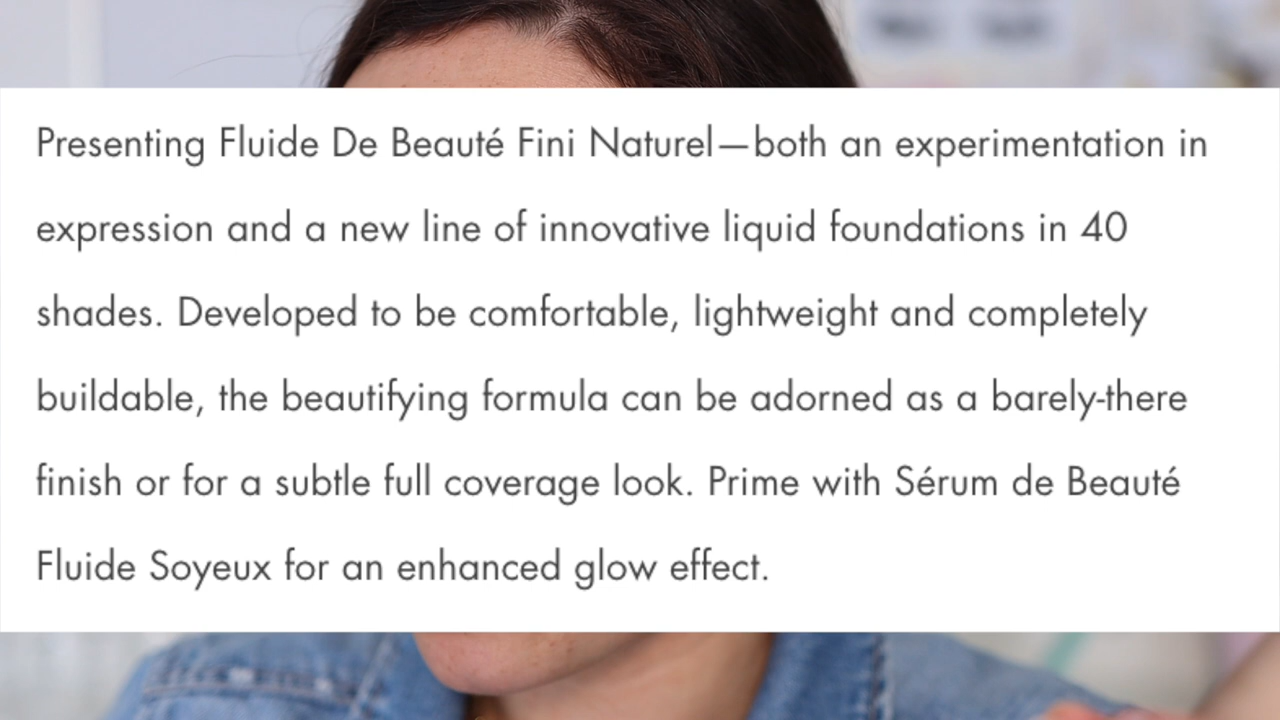 Presenting Fluide De Beauté Fini Naturel—both an experimentation in
expression and a new line of innovative liquid foundations in 40
shades. Developed to be comfortable, lightweight and completely
buildable, the beautifying formula can be adorned as a barely-there
finish or for a subtle full coverage look. Prime with Sérum de Beauté
Fluide Soyeux for an enhanced glow effect.